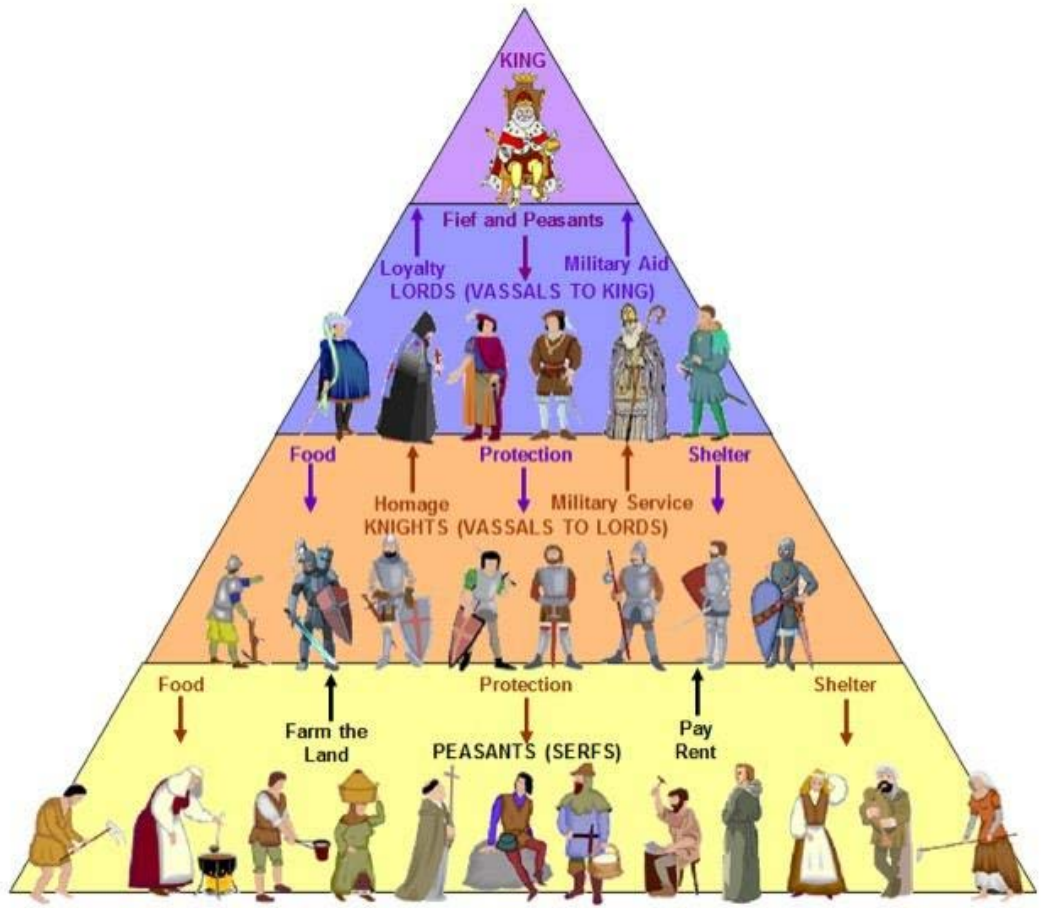 KING
Fief and Peasants
Loyalty
Military Aid
LORDS (VASSALS TO KING)
Food
Protection
Shelter
Homage
Military Service
KNIGHTS (VASSALS TO LORDS)
Food
Protection
Shelter
Farm the
Land
Pay
Rent
PEASANTS (SERFS)